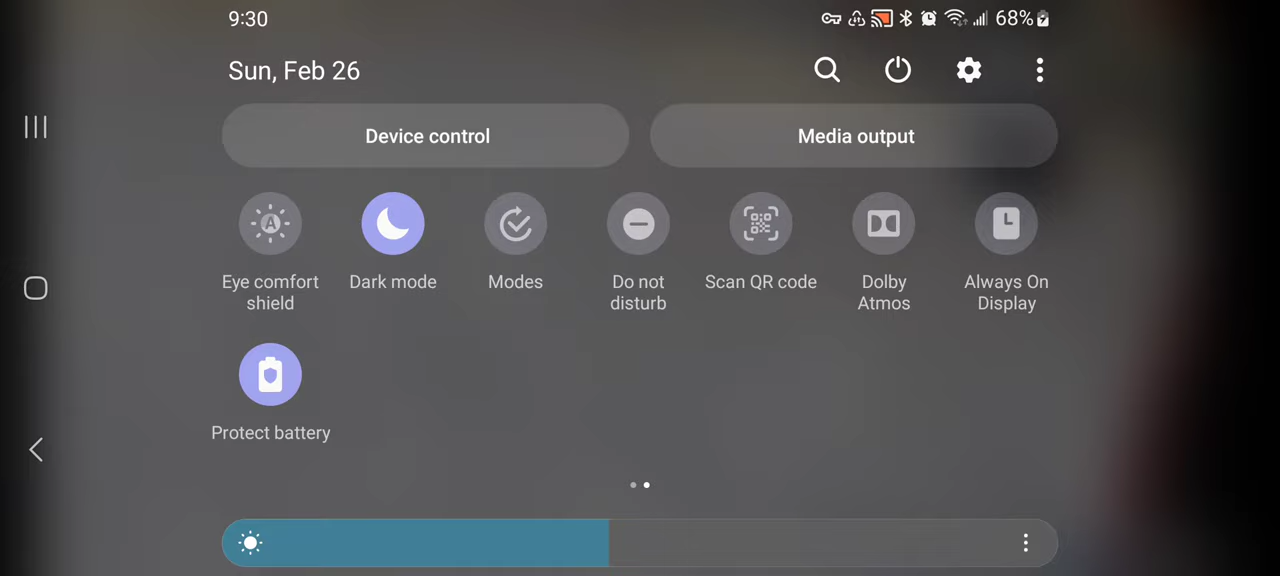 9:30
68%
Sun, Feb 26
Device control
Media output
Eye comfort
shield
Dark mode
Modes
Do not
disturb
Scan QR code
Dolby
Atmos
Always On
Display
Protect battery